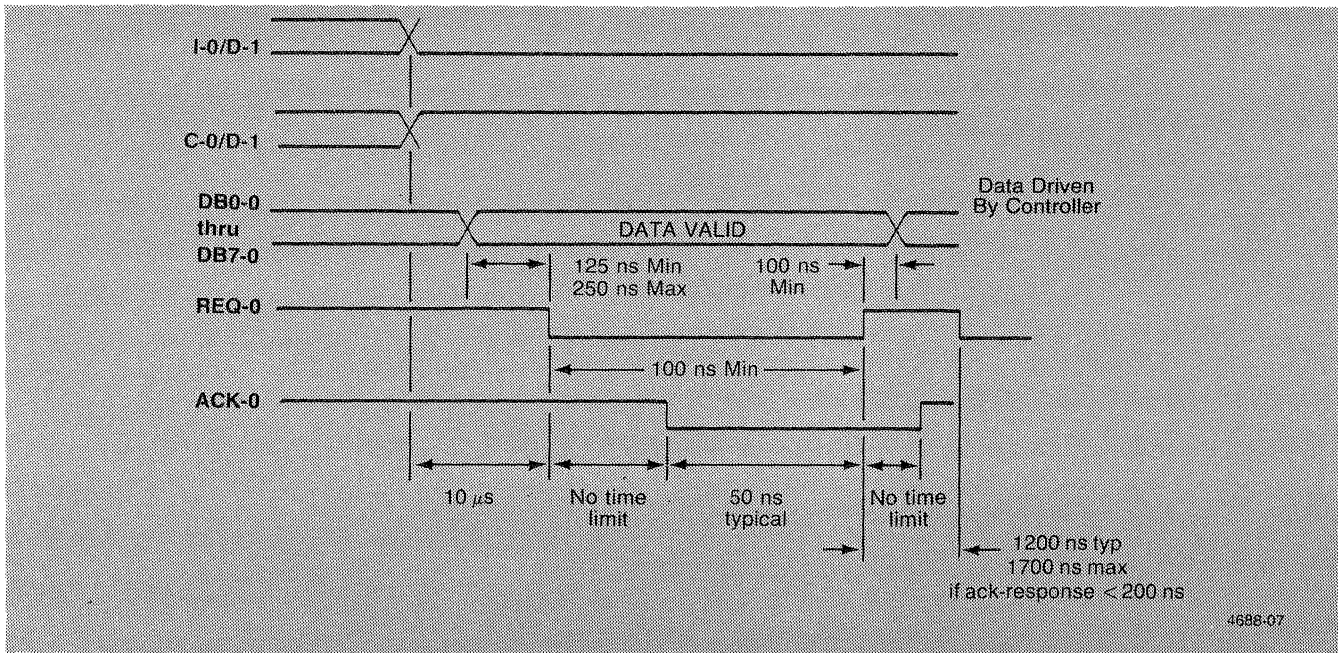 I-0/D-1
C-0/D-1
DB0-0
thru
DB7-0
DATA VALID
Data Driven
By Controller
125 ns Min
250 ns Max
100 ns
Min
REQ-0
100 ns Min
ACK-0
10 µs
No time
limit
50 ns
typical
No time
limit
1200 ns typ
1700 ns max
if ack-response < 200 ns
4688-07